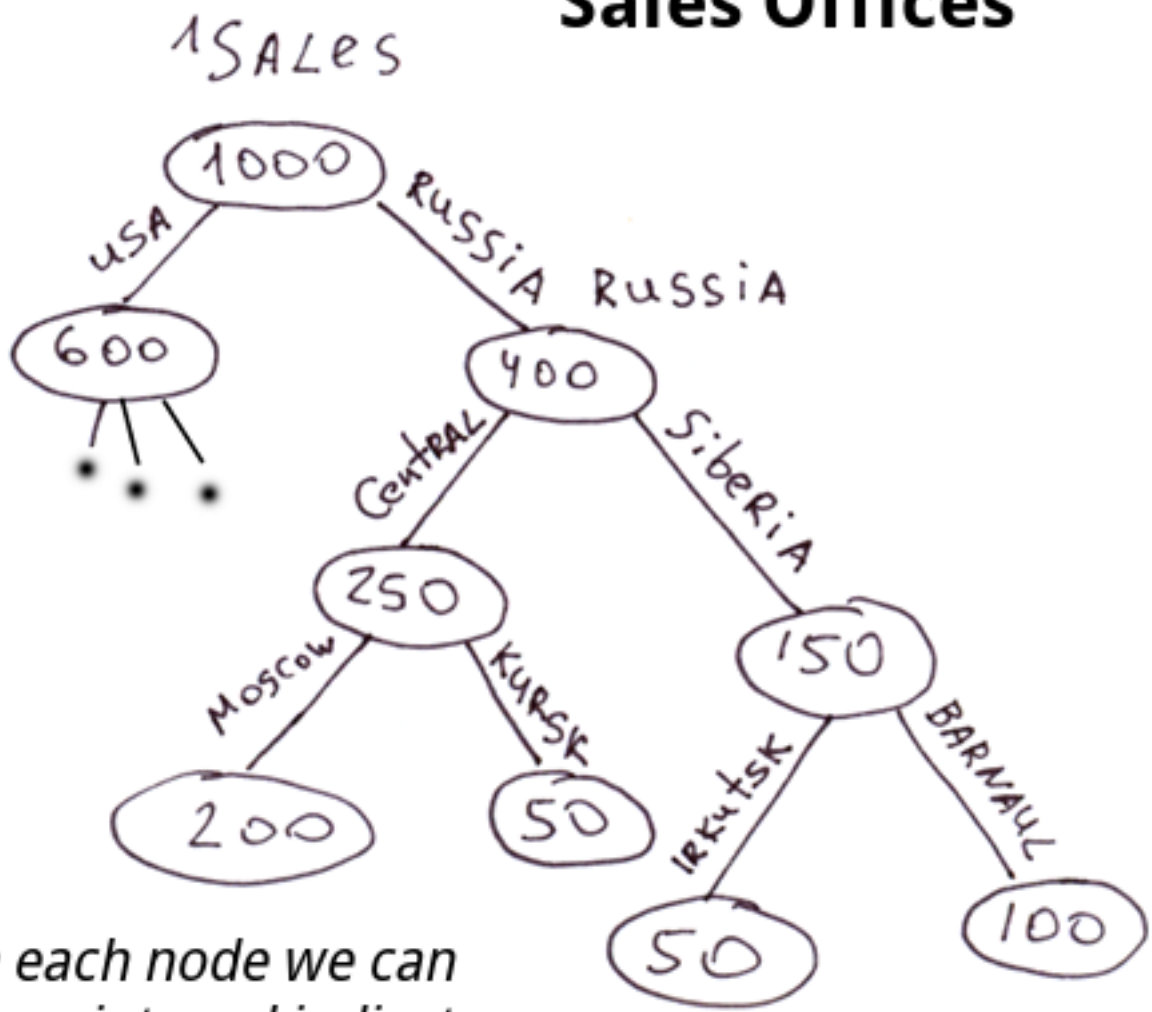 Sales Offices
1SALes
1000
USA
RUSSiA
RUSSiA
600
400
CentRAL
SibeRiA
250
150
Moscow
KURSK
IRKutsK
BARNAUL
200
50
50
100
each node we can